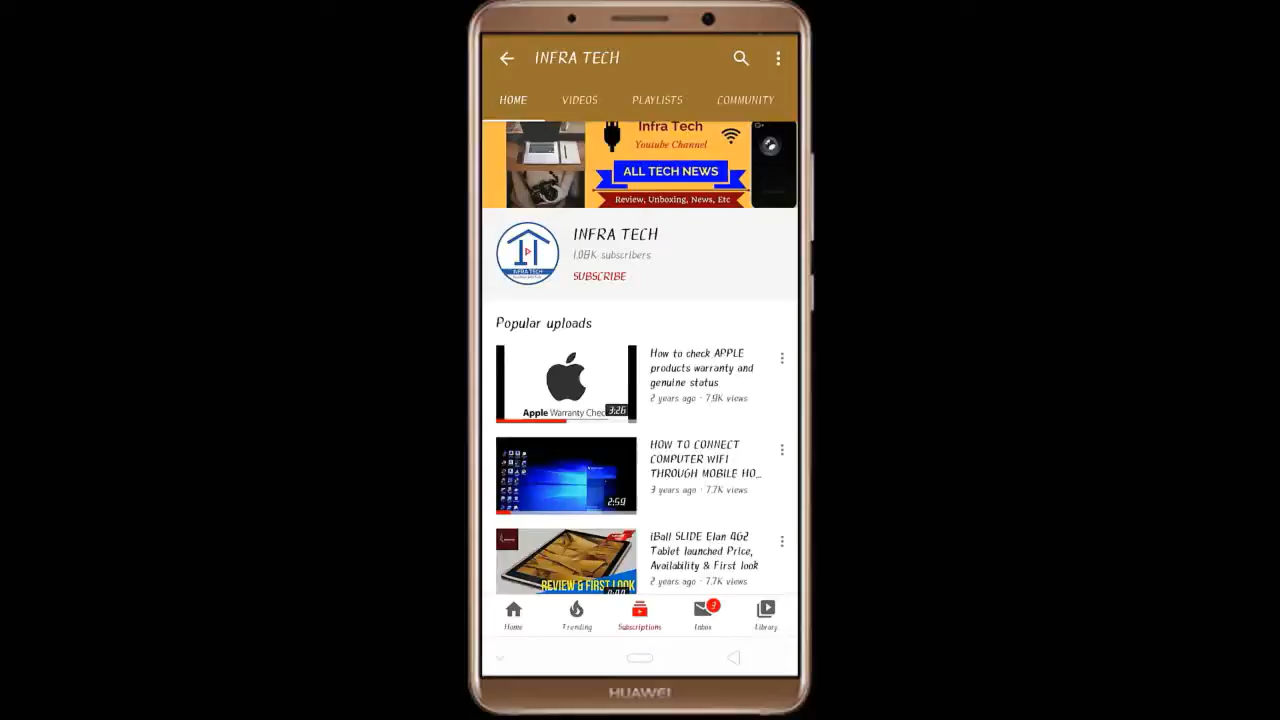 INFRA TECH
HOME VIDEOS PLAYLISTS COMMUNITY
Infra Tech
Youtube Channel
ALL TECH NEWS
Review, Unboxing, News, Etc
INFRA TECH
INFRA TECH
1.08K subscribers
SUBSCRIBE
Popular uploads
Apple Warranty Chec
3:26
How to check APPLE
products warranty and
genuine status
2 years ago · 7.9K views
2:59
HOW TO CONNECT
COMPUTER WIFI
THROUGH MOBILE HO...
3 years ago · 7.7K views
REVIEW & FIRST LOOK
iBall SLIDE Elan 4G2
Tablet launched Price,
Availability & First look
2 years ago · 7.7K views
3
Home Trending Subscriptions Inbox Library
HUAWEI